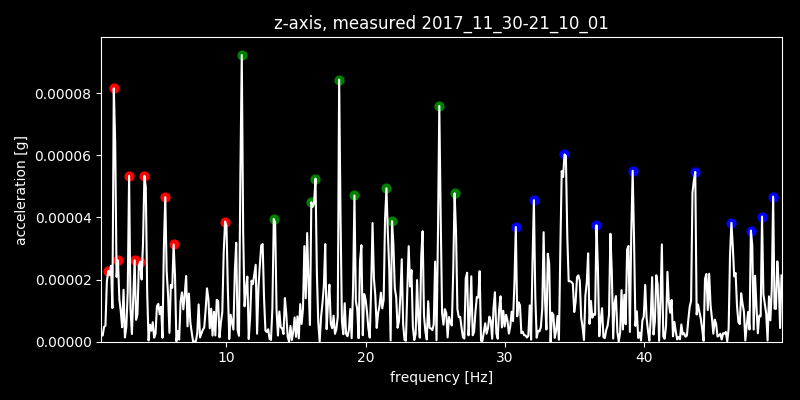 z-axis, measured 2017_11_30-21_10_01
acceleration [g]
0.00008
0.00006
0.00004
0.00002
0.00000
10 20 30 40
frequency [Hz]